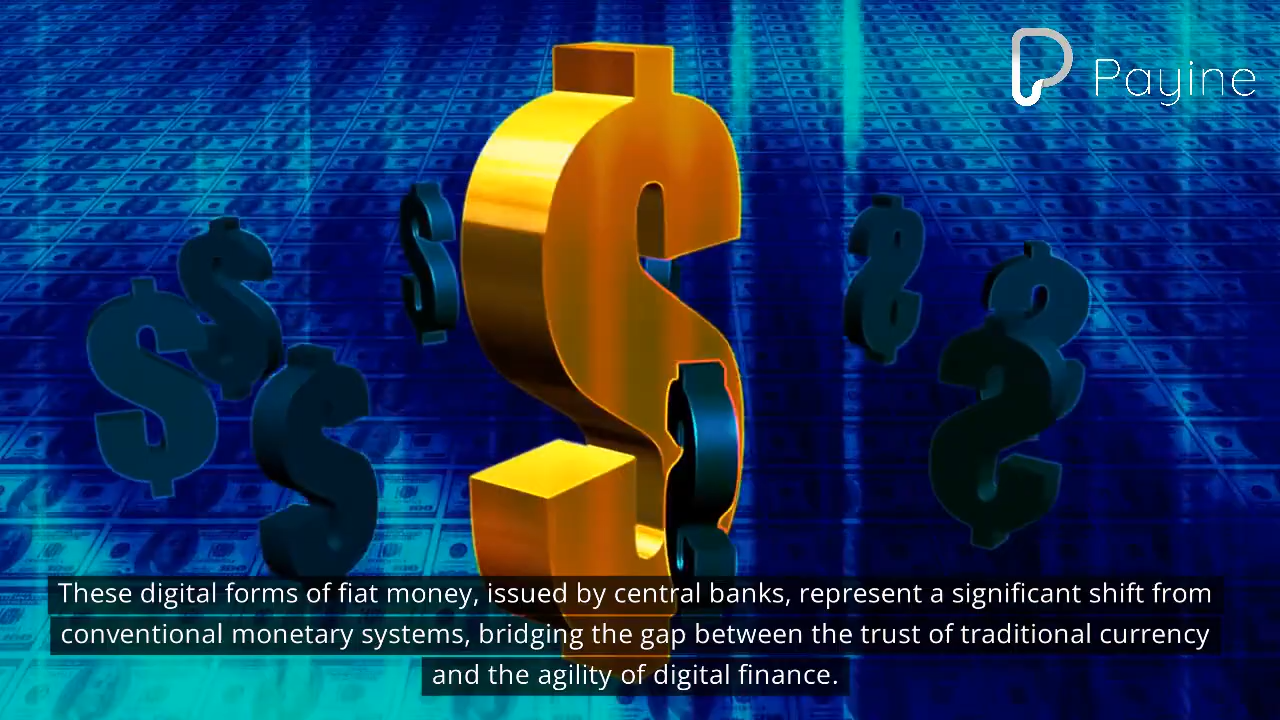 Payine
These digital forms of fiat money, issued by central banks, represent a significant shift from
conventional monetary systems, bridging the gap between the trust of traditional currency
and the agility of digital finance.